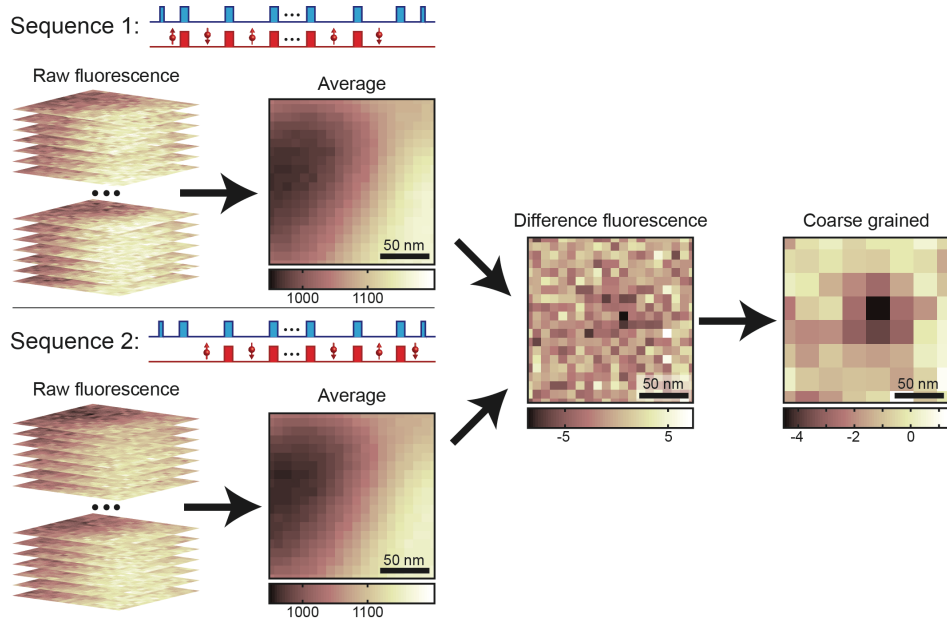 Sequence 1:
Raw fluorescence
Average
50 nm
1000 1100
Difference fluorescence
Coarse grained
50 nm
50 nm
-5 5
-4 -2 0
Sequence 2:
Raw fluorescence
Average
50 nm
1000 1100